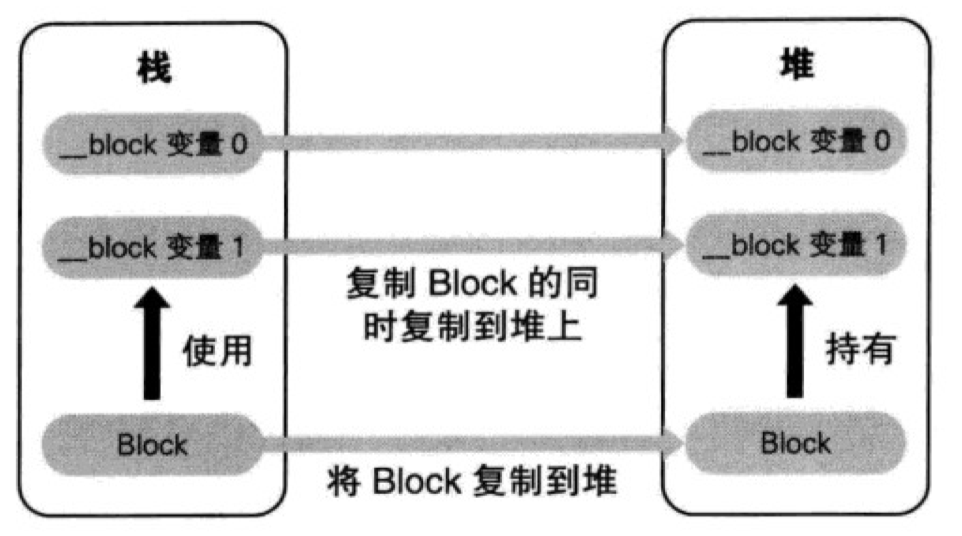 栈
堆
__block 变量 0
__block 变量 0
__block 变量 1
__block 变量 1
复制 Block 的同
时复制到堆上
使用
持有
Block
Block
将 Block 复制到堆